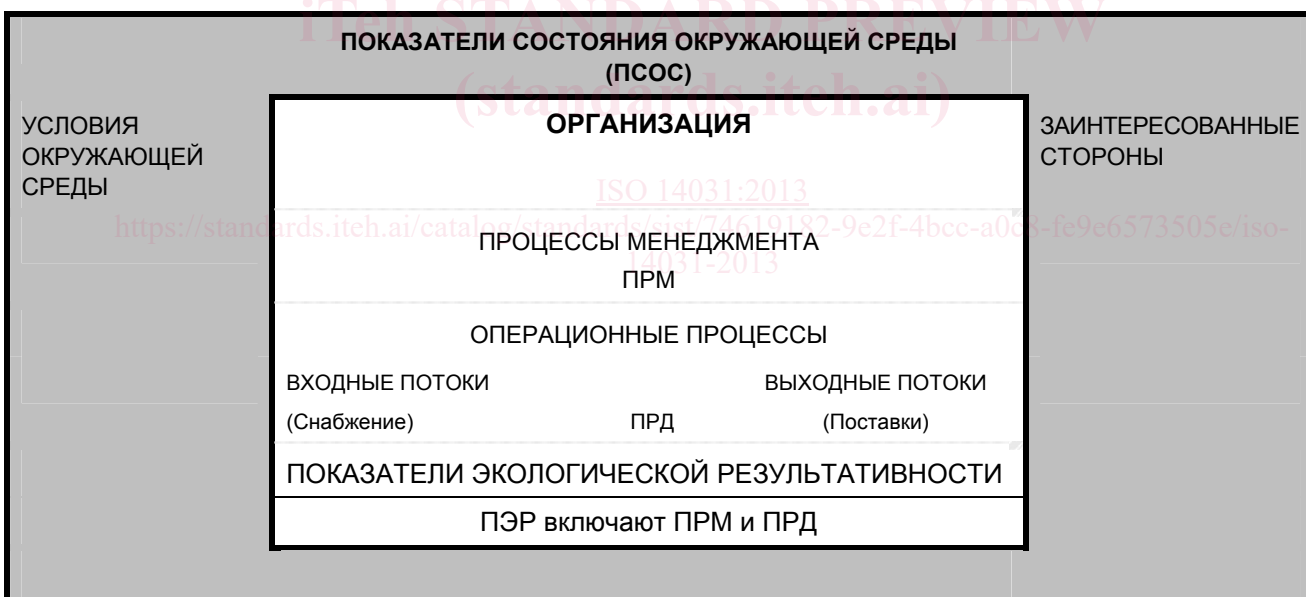 iTeh STANDARD PREVIEW
ПОКАЗАТЕЛИ СОСТОЯНИЯ ОКРУЖАЮЩЕЙ СРЕДЫ
(ПСОС)
(standards.iteh.ai)
УСЛОВИЯ
ОКРУЖАЮЩЕЙ
СРЕДЫ
ОРГАНИЗАЦИЯ
ЗАИНТЕРЕСОВАННЫЕ
СТОРОНЫ
ISO 14031:2013
https://standards.iteh.ai/catalog/standards/sist/74619182-9e2f-4bcc-a0c8-fe9e6573505e/iso-
14031-2013
ПРОЦЕССЫ МЕНЕДЖМЕНТА
ПРМ
ОПЕРАЦИОННЫЕ ПРОЦЕССЫ
ВХОДНЫЕ ПОТОКИ ВЫХОДНЫЕ ПОТОКИ
(Снабжение) ПРД (Поставки)
ПОКАЗАТЕЛИ ЭКОЛОГИЧЕСКОЙ РЕЗУЛЬТАТИВНОСТИ
ПЭР включают ПРМ и ПРД